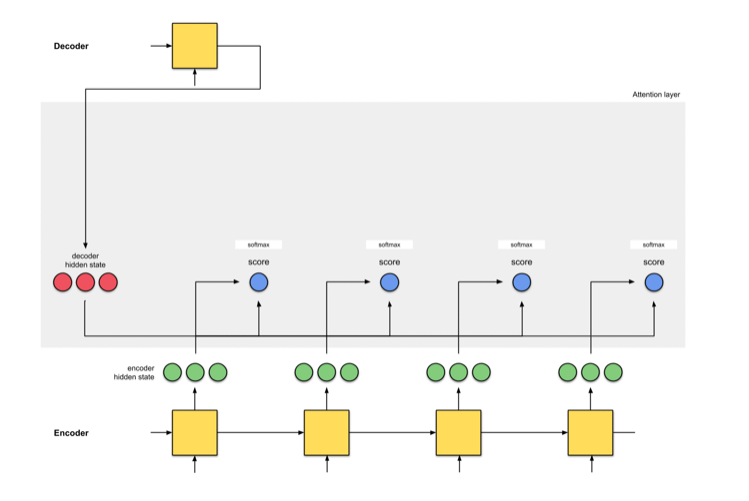 Decoder
Attention layer
softmax softmax softmax softmax
decoder
hidden state
score score score score
encoder
hidden state
Encoder